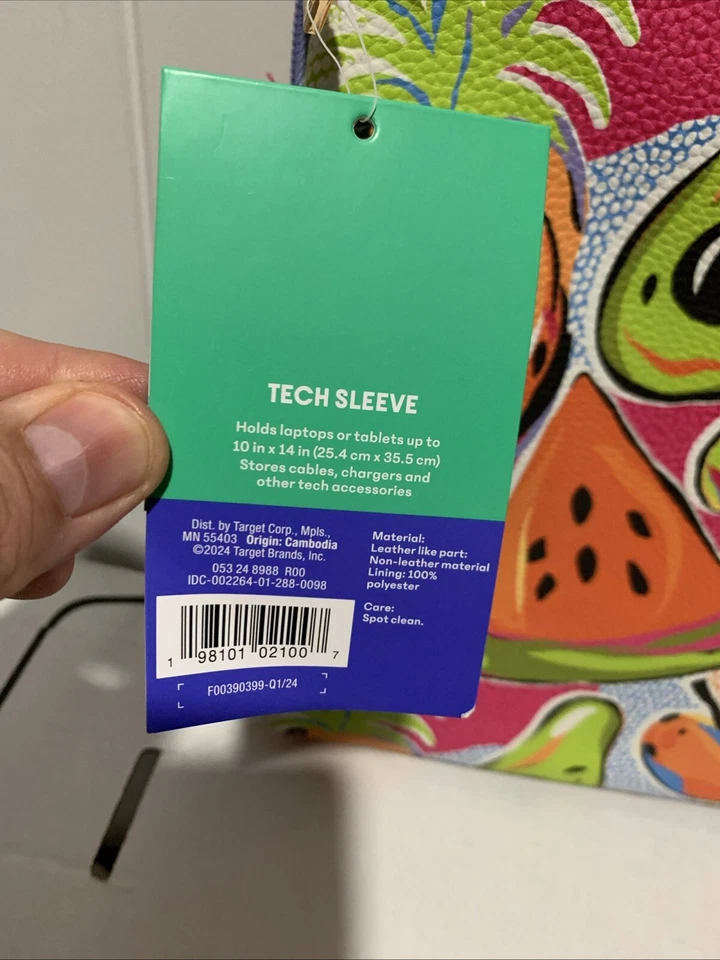 TECH SLEEVE
Holds laptops or tablets up to
10 in x 14 in (25.4 cm x 35.5 cm)
Stores cables, chargers and
other tech accessories
Dist. by Target Corp., Mpls.,
MN 55403 Origin: Cambodia
©2024 Target Brands, Inc.
053 24 8988 R00
IDC-002264-01-288-0098
1 98101 02100 7
F00390399-Q1/24
Material:
Leather like part:
Non-leather material
Lining: 100%
polyester
Care:
Spot clean.